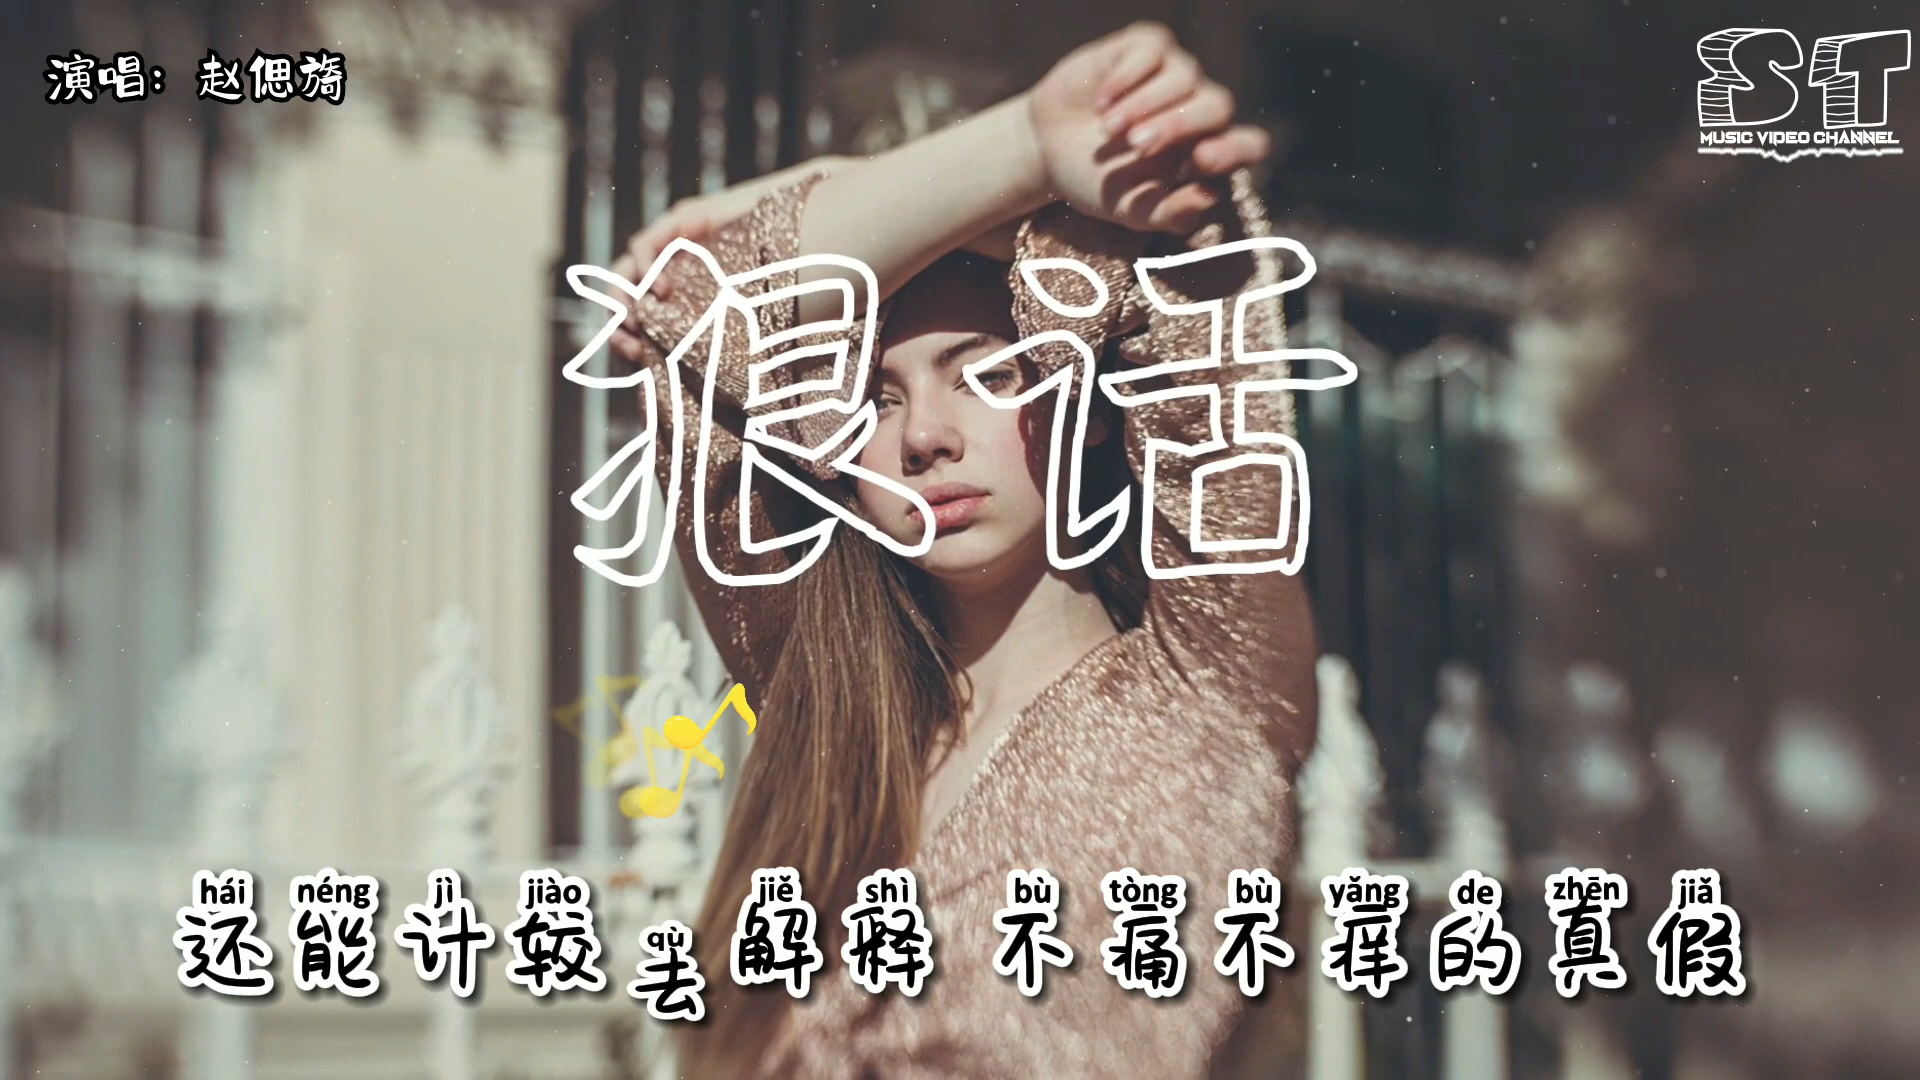 演唱：赵偲旖
ST
MUSIC VIDEO CHANNEL
狠话
hái néng jì jiào qù jiě shì bù tòng bù yǎng de zhēn jiǎ
还能计较去解释 不痛不痒的真假